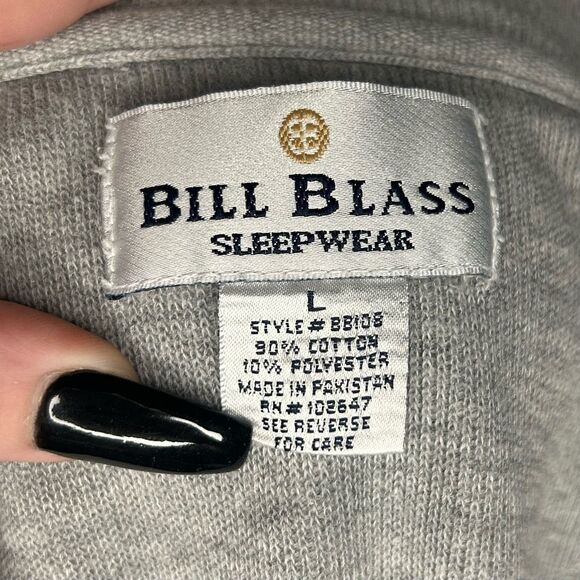 BILL BLASS
SLEEPWEAR
L
STYLE# BB108
90% COTTON
10% POLYESTER
MADE IN PAKISTAN
RN#102647
SEE REVERSE
FOR CARE